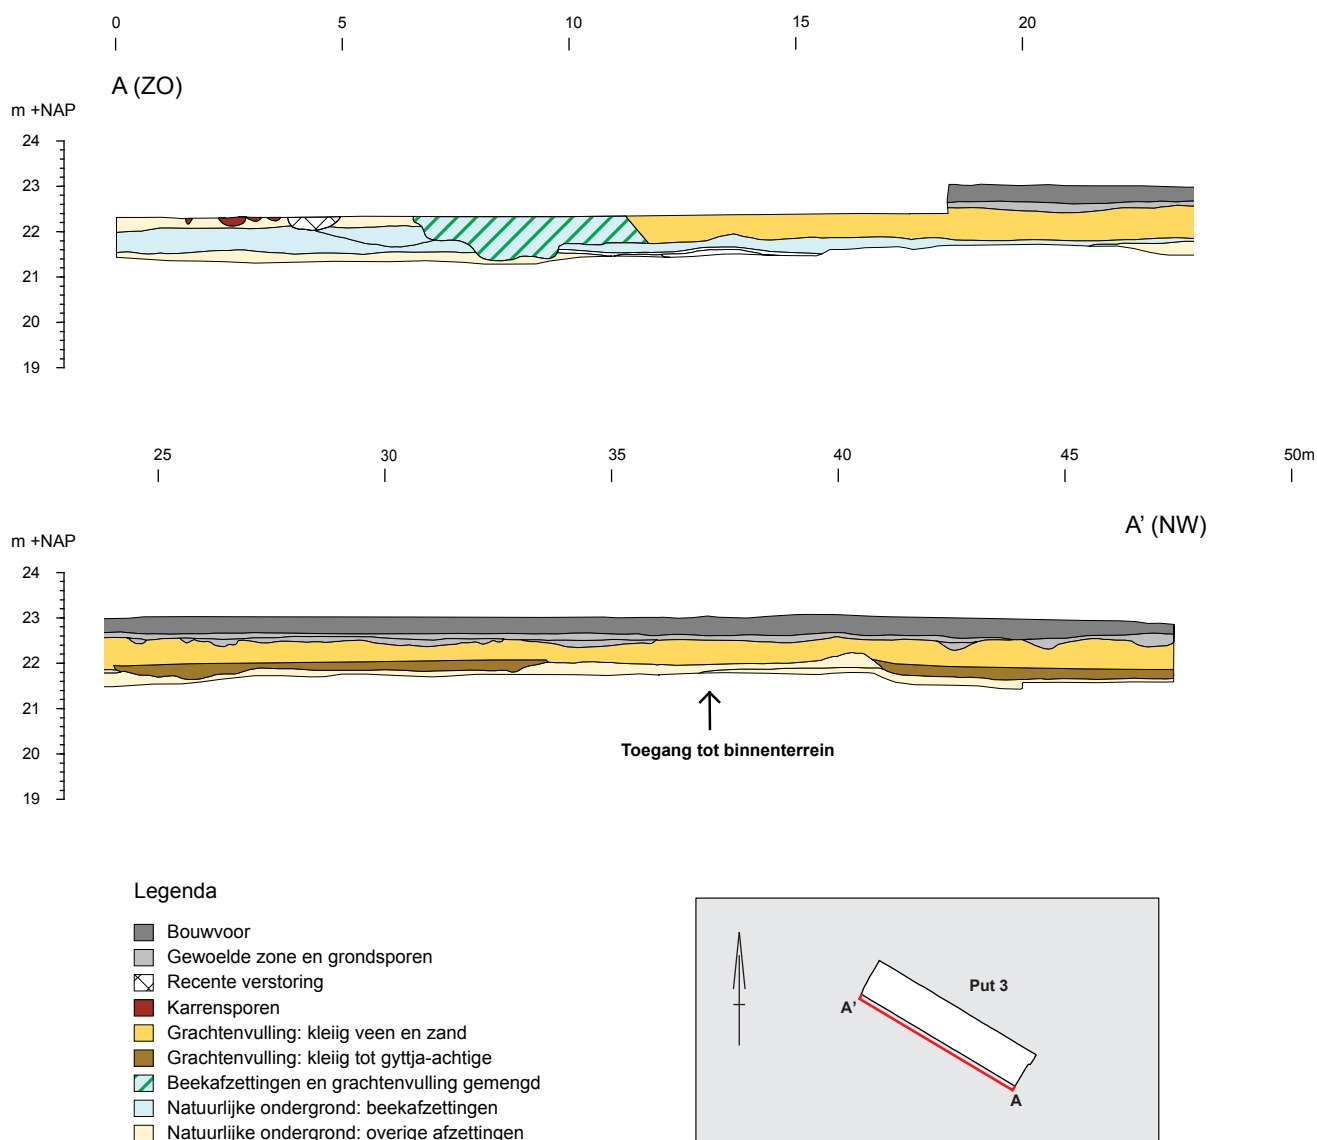 0 5 10 15 20
A (ZO)
m +NAP
24
23
22
21
20
19
25 30 35 40 45 50m
A' (NW)
m +NAP
24
23
22
21
20
19
Toegang tot binnenterrein
Legenda
Bouwvoor
Gewoelde zone en grondsporen
Recente verstoring
Karrensporen
Grachtenvulling: kleiig veen en zand
Grachtenvulling: kleiig tot gyttja-achtige
Beekafzettingen en grachtenvulling gemengd
Natuurlijke ondergrond: beekafzettingen
Natuurlijke ondergrond: overige afzettingen
Put 3
A'
A